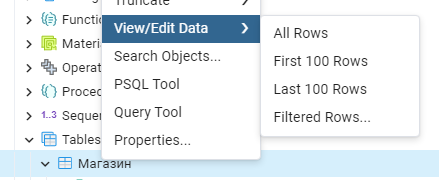 Truncate
Functio
View/Edit Data
Materia
Search Objects...
Operat
PSQL Tool
Proced
Query Tool
Sequen
Properties...
Tables
Магазин
All Rows
First 100 Rows
Last 100 Rows
Filtered Rows...
1..3